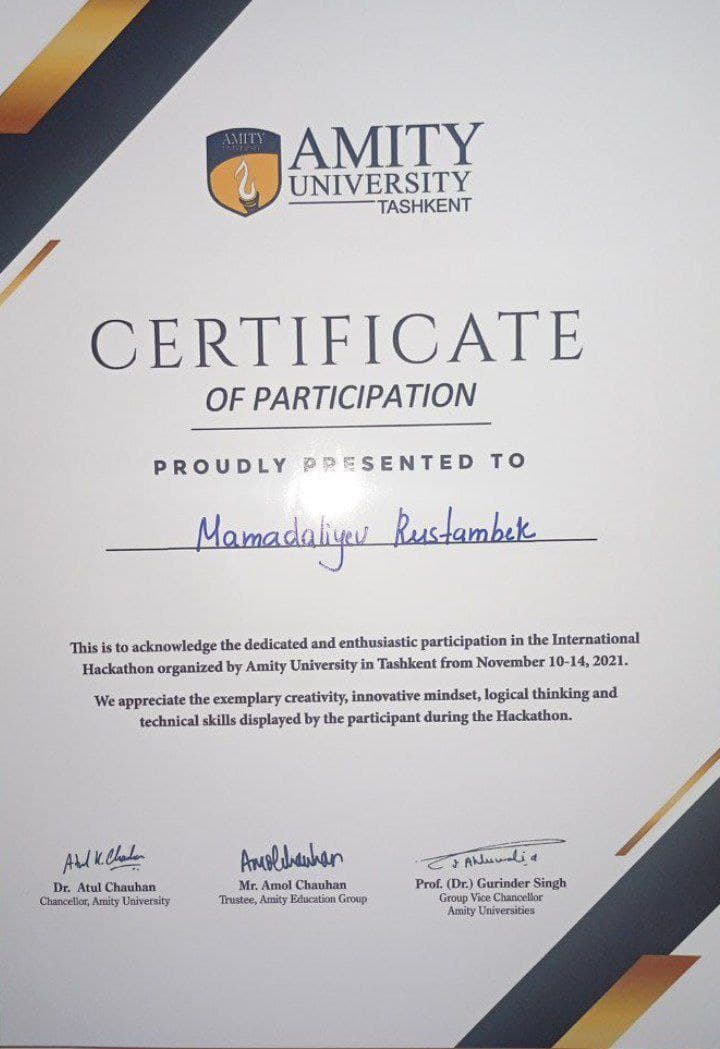 AMITY
UNIVERSITY
AMITY
UNIVERSITY
TASHKENT
CERTIFICATE
OF PARTICIPATION
PROUDLY PRESENTED TO
Mamadaliyev Rustambek
This is to acknowledge the dedicated and enthusiastic participation in the International
Hackathon organized by Amity University in Tashkent from November 10-14, 2021.
We appreciate the exemplary creativity, innovative mindset, logical thinking and
technical skills displayed by the participant during the Hackathon.
Atul K. Chauhan
Amolchauhan
Dr. Atul Chauhan
Chancellor, Amity University
Mr. Amol Chauhan
Trustee, Amity Education Group
Prof. (Dr.) Gurinder Singh
Group Vice Chancellor
Amity Universities